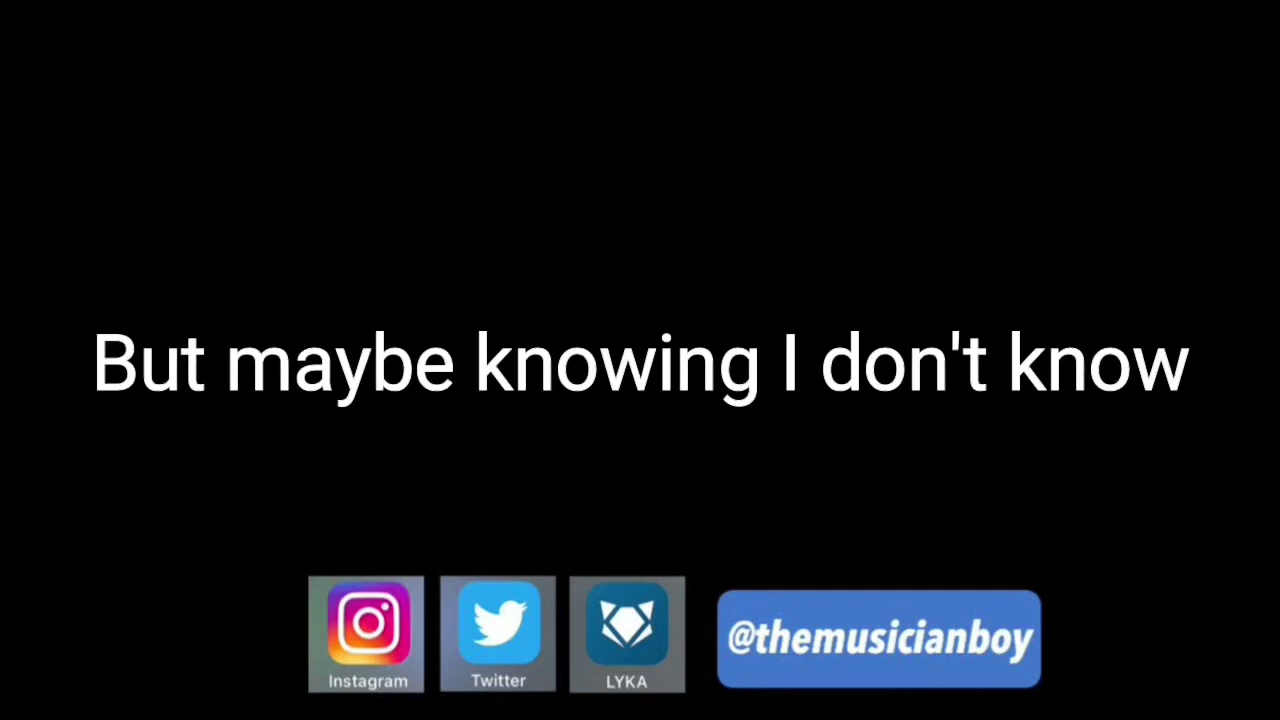 But maybe knowing I don't know
Instagram
Twitter
LYKA
@themusicianboy